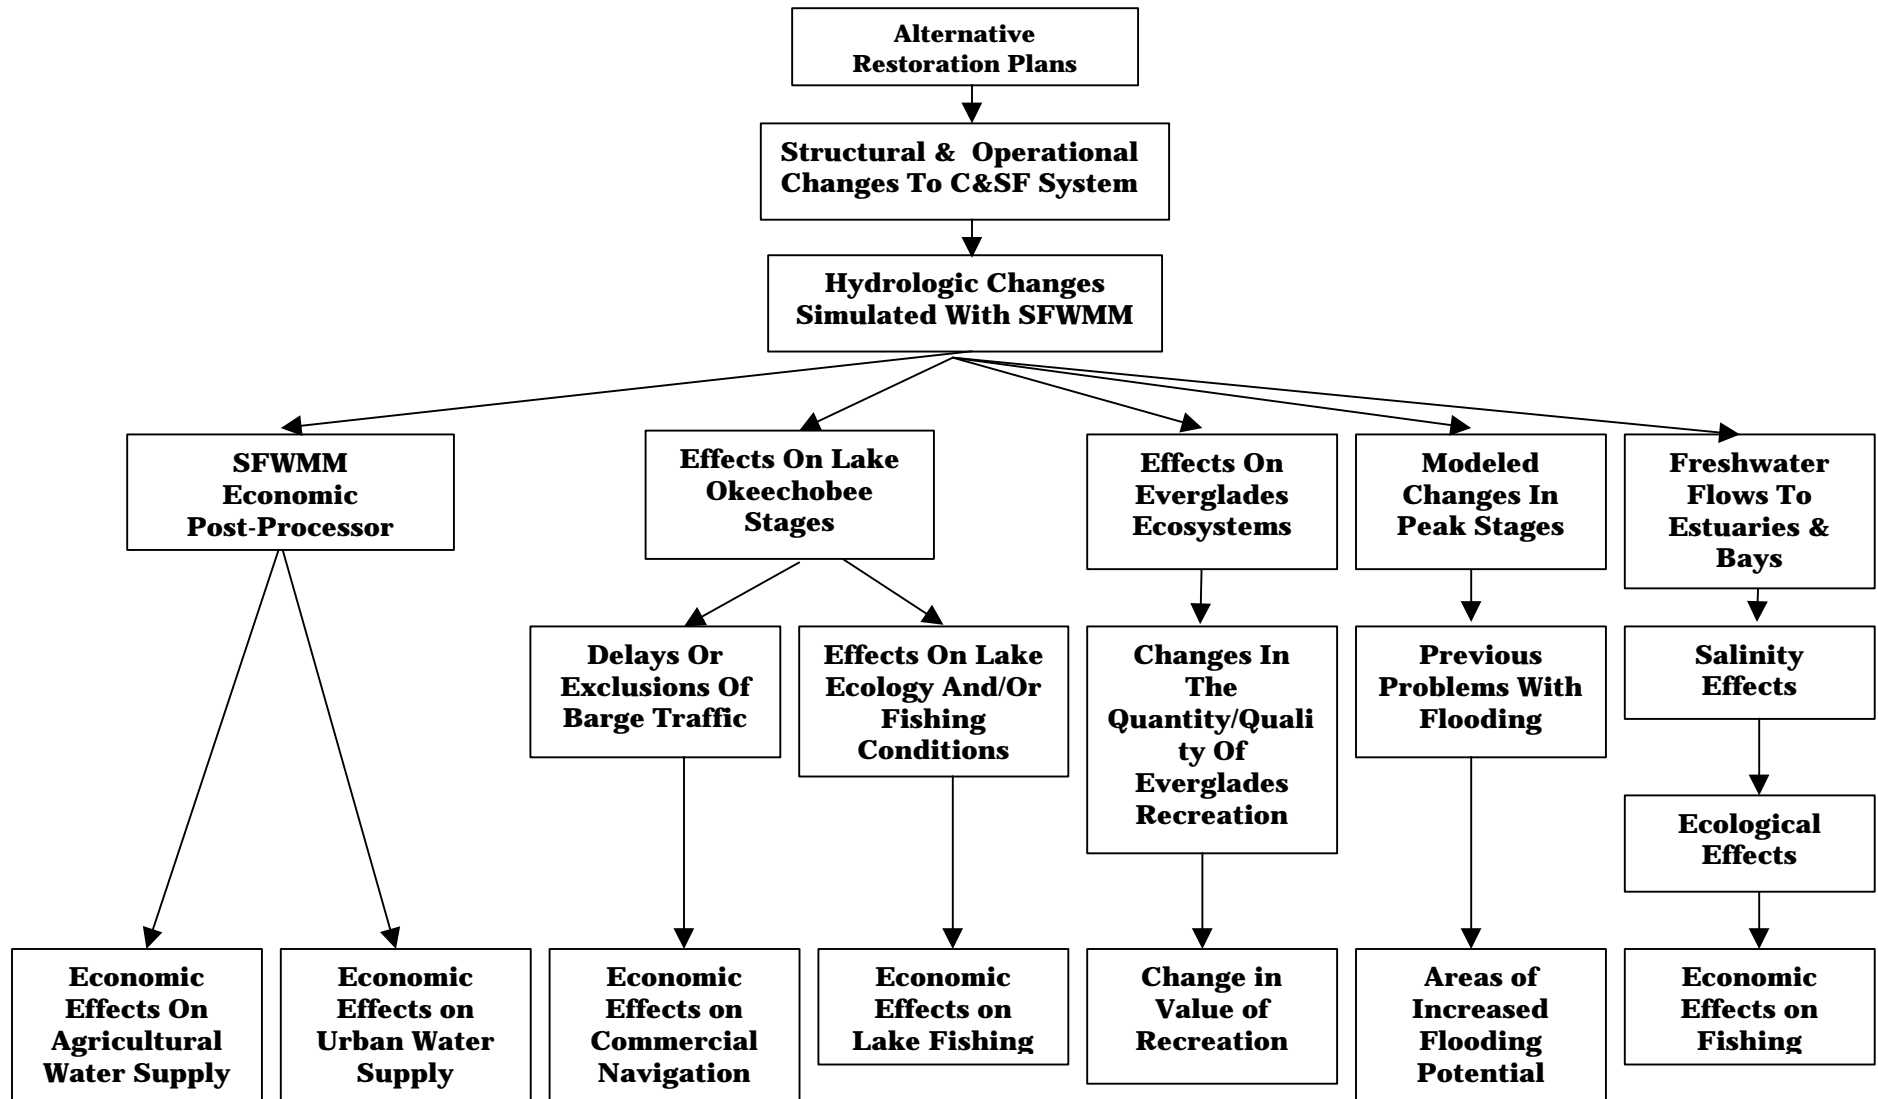 Alternative
Restoration Plans
Structural & Operational
Changes To C&SF System
Hydrologic Changes
Simulated With SFWMM
SFWMM
Economic
Post-Processor
Effects On Lake
Okeechobee
Stages
Effects On
Everglades
Ecosystems
Modeled
Changes In
Peak Stages
Freshwater
Flows To
Estuaries &
Bays
Delays Or
Exclusions Of
Barge Traffic
Effects On Lake
Ecology And/Or
Fishing
Conditions
Changes In
The
Quantity/Quali
ty Of
Everglades
Recreation
Previous
Problems With
Flooding
Salinity
Effects
Ecological
Effects
Economic
Effects On
Agricultural
Water Supply
Economic
Effects on
Urban Water
Supply
Economic
Effects on
Commercial
Navigation
Economic
Effects on
Lake Fishing
Change in
Value of
Recreation
Areas of
Increased
Flooding
Potential
Economic
Effects on
Fishing